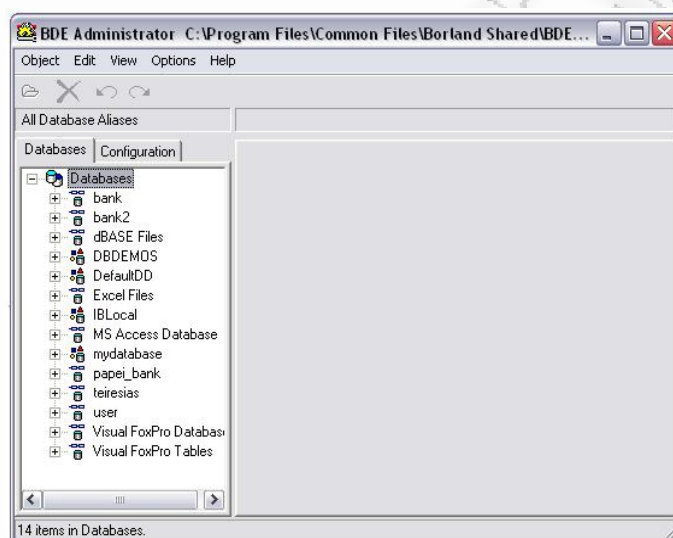 BDE Administrator C:\Program Files\Common Files\Borland Shared\BDE...
Object Edit View Options Help
All Database Aliases
Databases Configuration
Databases
bank
bank2
dBASE Files
DBDEMOS
DefaultDD
Excel Files
IBLocal
MS Access Database
mydatabase
papei_bank
teiresias
user
Visual FoxPro Databas
Visual FoxPro Tables
14 items in Databases.